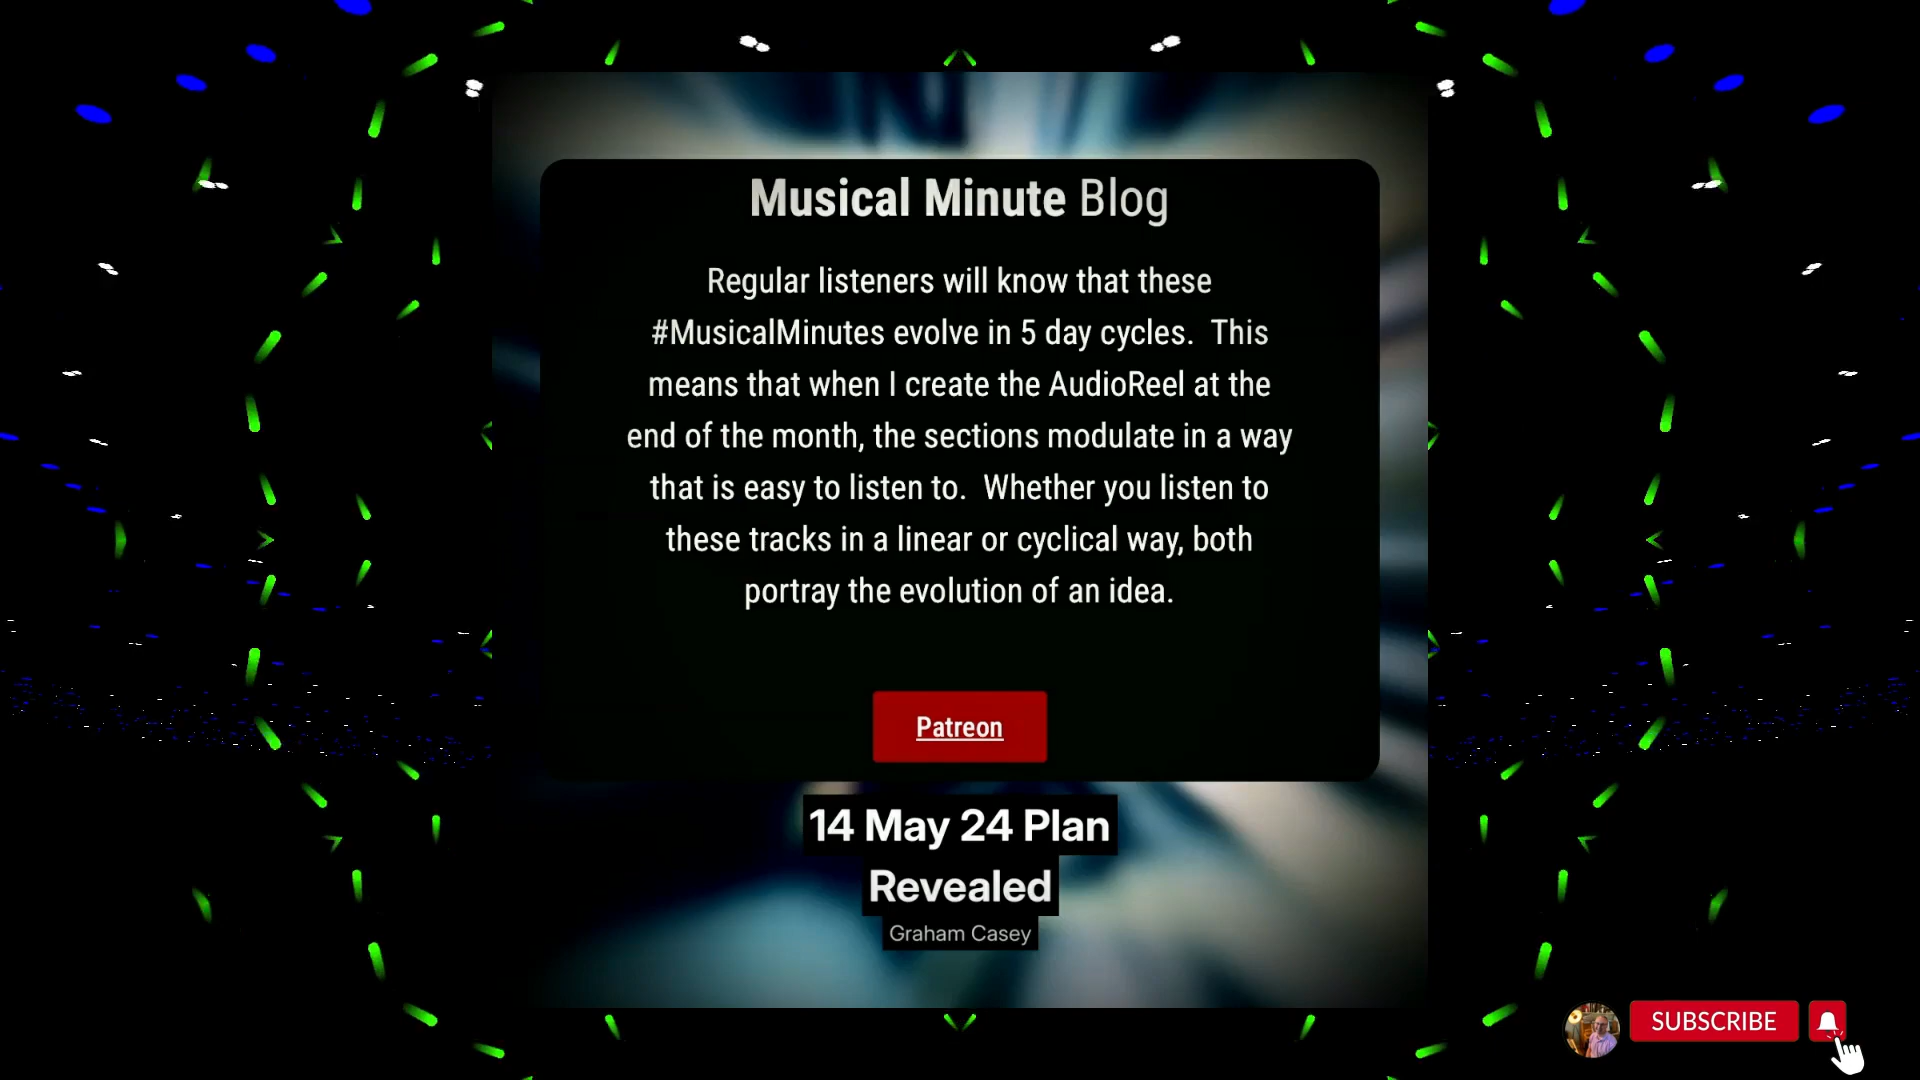 Musical Minute Blog
Regular listeners will know that these
#MusicalMinutes evolve in 5 day cycles.  This
means that when I create the AudioReel at the
end of the month, the sections modulate in a way
that is easy to listen to.  Whether you listen to
these tracks in a linear or cyclical way, both
portray the evolution of an idea.
Patreon
14 May 24 Plan
Revealed
Graham Casey
SUBSCRIBE